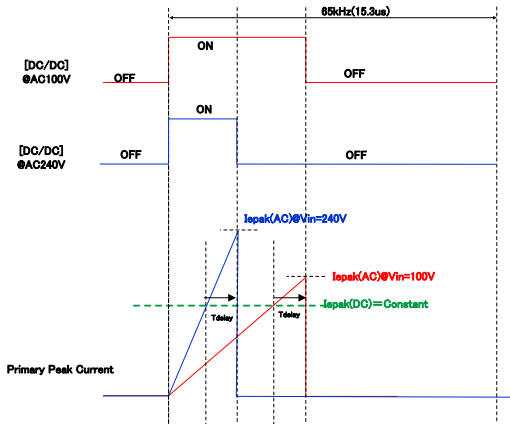 65kHz(15.3us)
ON
[DC/DC]
@AC100V
OFF
OFF
ON
[DC/DC]
@AC240V
OFF
OFF
Iepak(AC)@Vin=240V
Iepak(AC)@Vin=100V
Iepak(DC)=Constant
Tdelay
Tdelay
Primary Peak Current